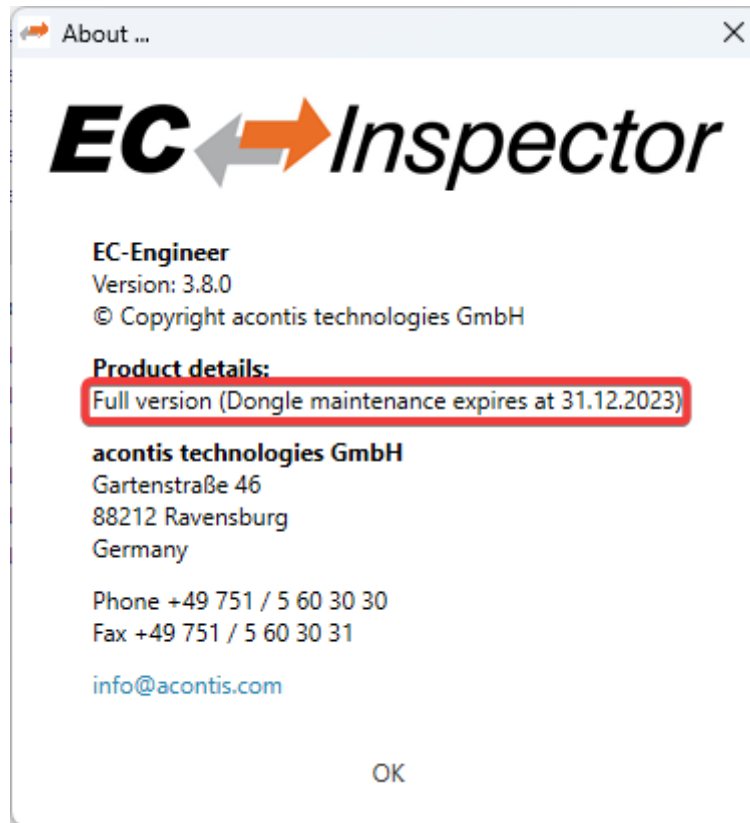 About ...
EC Inspector
EC-Engineer
Version: 3.8.0
© Copyright acontis technologies GmbH
Product details:
Full version (Dongle maintenance expires at 31.12.2023)
acontis technologies GmbH
Gartenstraße 46
88212 Ravensburg
Germany
Phone +49 751 / 5 60 30 30
Fax +49 751 / 5 60 30 31
info@acontis.com
OK